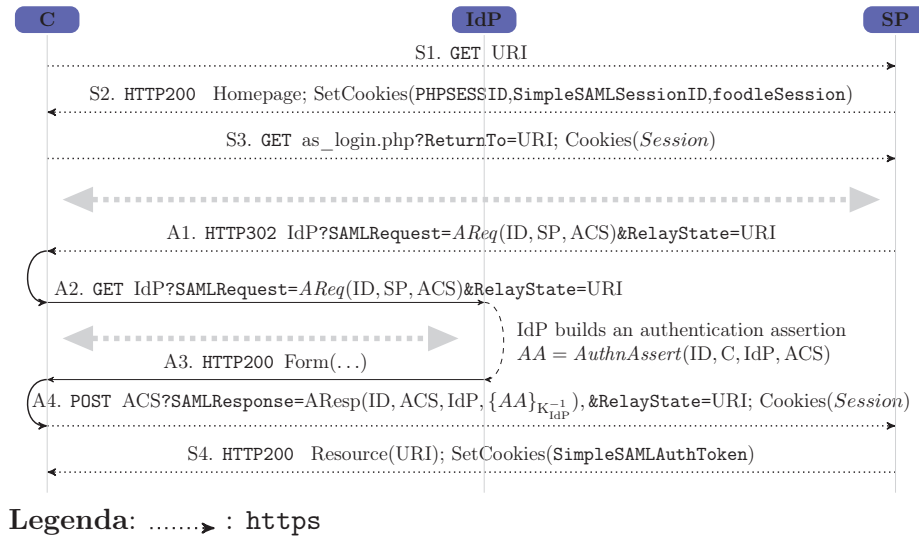 C IdP SP
S1. GET URI
S2. HTTP200 Homepage; SetCookies(PHPSESSID,SimpleSAMLSessionID,foodleSession)
S3. GET as_login.php?ReturnTo=URI; Cookies(Session)
A1. HTTP302 IdP?SAMLRequest=AReq(ID, SP, ACS)&RelayState=URI
A2. GET IdP?SAMLRequest=AReq(ID, SP, ACS)&RelayState=URI
IdP builds an authentication assertion
AA = AuthnAssert(ID, C, IdP, ACS)
A3. HTTP200 Form(...)
A4. POST ACS?SAMLResponse=AResp(ID, ACS, IdP, {AA}K_IdP^−1), &RelayState=URI; Cookies(Session)
S4. HTTP200 Resource(URI); SetCookies(SimpleSAMLAuthToken)
Legenda: : https